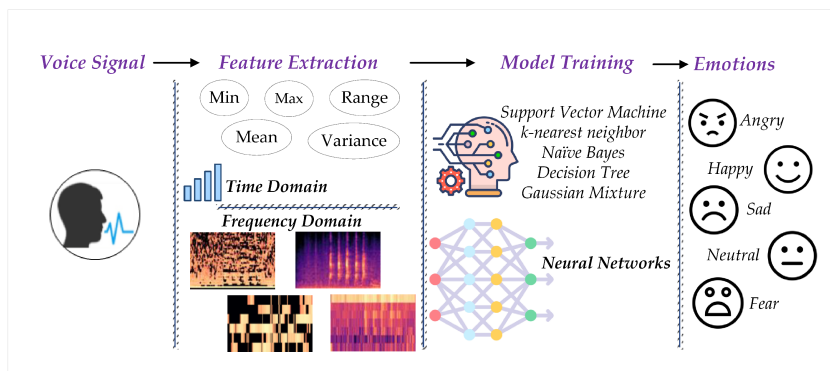 Voice Signal
Feature Extraction
Model Training
Emotions
Min
Max
Range
Mean
Variance
Time Domain
Frequency Domain
Support Vector Machine
k-nearest neighbor
Naïve Bayes
Decision Tree
Gaussian Mixture
Neural Networks
Angry
Happy
Sad
Neutral
Fear